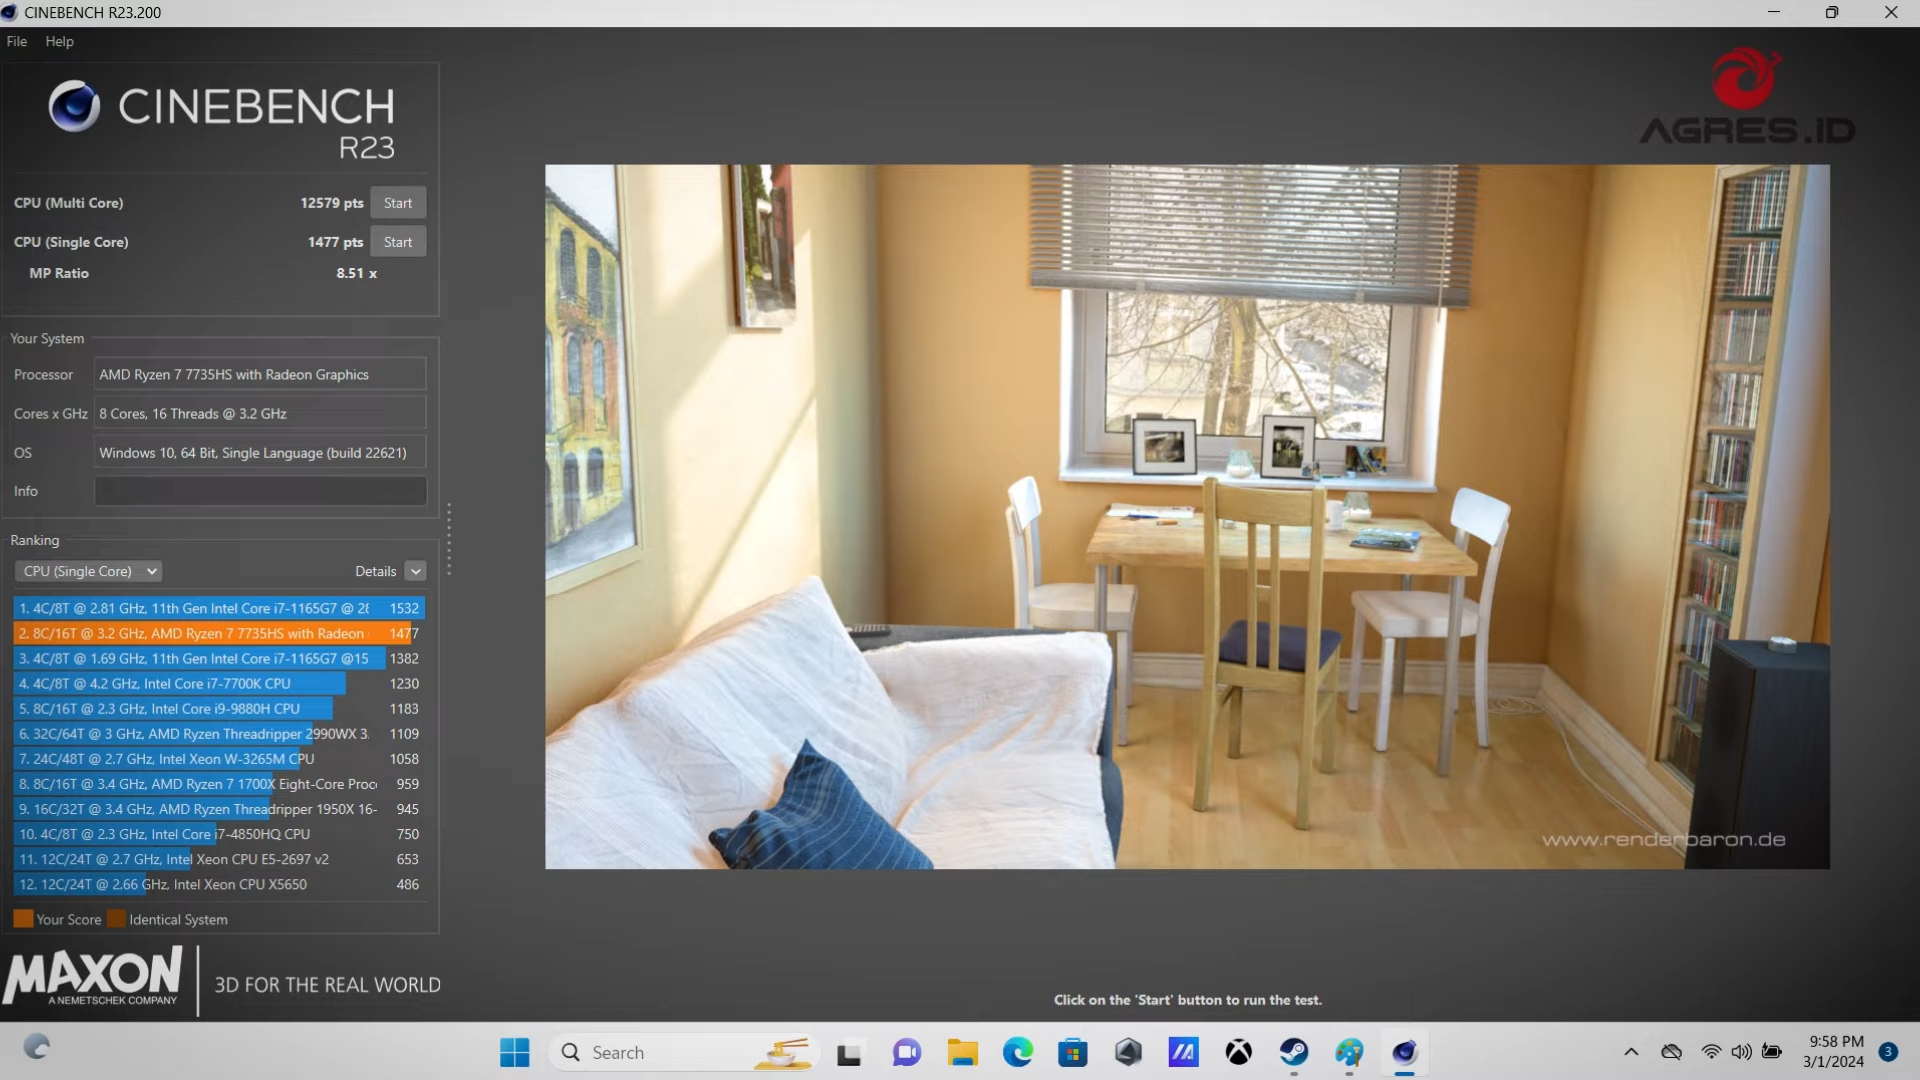 CINEBENCH R23.200
File Help
CINEBENCH
R23
AGRES.ID
CPU (Multi Core) 12579 pts Start
CPU (Single Core) 1477 pts Start
MP Ratio 8.51 x
Your System
Processor AMD Ryzen 7 7735HS with Radeon Graphics
Cores x GHz 8 Cores, 16 Threads @ 3.2 GHz
OS Windows 10, 64 Bit, Single Language (build 22621)
Info
Ranking
CPU (Single Core) Details
1. 4C/8T @ 2.81 GHz, 11th Gen Intel Core i7-1165G7 @ 28 1532
2. 8C/16T @ 3.2 GHz, AMD Ryzen 7 7735HS with Radeon 1477
3. 4C/8T @ 1.69 GHz, 11th Gen Intel Core i7-1165G7 @15 1382
4. 4C/8T @ 4.2 GHz, Intel Core i7-7700K CPU 1230
5. 8C/16T @ 2.3 GHz, Intel Core i9-9880H CPU 1183
6. 32C/64T @ 3 GHz, AMD Ryzen Threadripper 2990WX 3. 1109
7. 24C/48T @ 2.7 GHz, Intel Xeon W-3265M CPU 1058
8. 8C/16T @ 3.4 GHz, AMD Ryzen 7 1700X Eight-Core Proc 959
9. 16C/32T @ 3.4 GHz, AMD Ryzen Threadripper 1950X 16- 945
10. 4C/8T @ 2.3 GHz, Intel Core i7-4850HQ CPU 750
11. 12C/24T @ 2.7 GHz, Intel Xeon CPU E5-2697 v2 653
12. 12C/24T @ 2.66 GHz, Intel Xeon CPU X5650 486
Your Score Identical System
www.renderbaron.de
MAXON
A NEMETSCHEK COMPANY
3D FOR THE REAL WORLD
Click on the 'Start' button to run the test.
Search
9:58 PM
3/1/2024
3